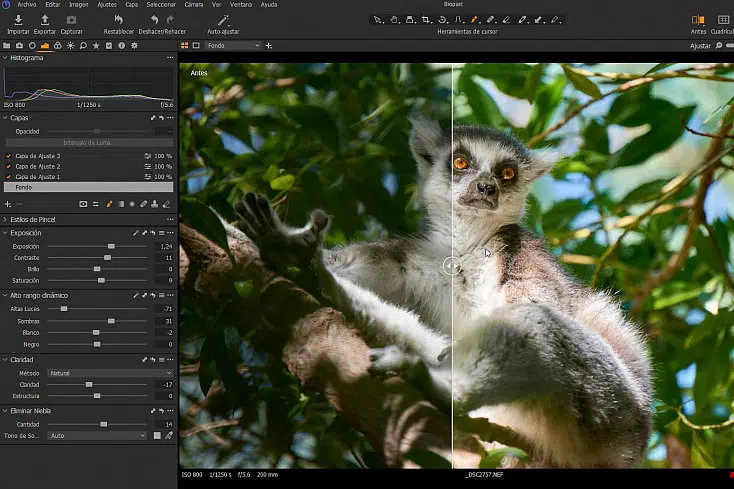 Archivo Editar Imagen Ajustes Capa Seleccionar Cámara Ver Ventana Ayuda
Bioparc
Importar Exportar Capturar Restablecer Deshacer/Rehacer Auto ajustar
Herramientas de cursor
Antes Cuadrícul
Fondo
Ajustar
Histograma
ISO 800 1/1250 s f/5.6
Capas
Opacidad
Intervalo de Luma...
Capa de Ajuste 3 100 %
Capa de Ajuste 2 100 %
Capa de Ajuste 1 100 %
Fondo
Estilos de Pincel
Exposición
Exposición 1,24
Contraste 11
Brillo 0
Saturación 9
Alto rango dinámico
Altas Luces -71
Sombras 31
Blanco -2
Negro 0
Claridad
Método Natural
Claridad -17
Estructura 0
Eliminar Niebla
Cantidad 14
Tono de So... Auto
Antes
ISO 800 1/1250 s f/5.6 200 mm
_DSC2757.NEF